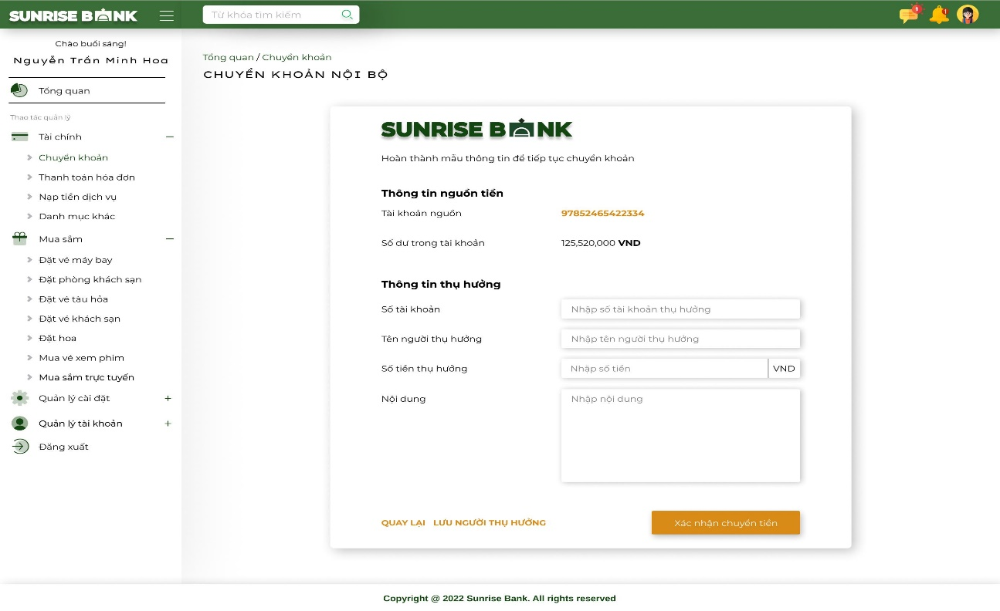 SUNRISE BANK
Từ khóa tìm kiếm
1
1
Chào buổi sáng!
Nguyễn Trần Minh Hoa
Tổng quan
Thao tác quản lý
Tài chính
Chuyển khoản
Thanh toán hóa đơn
Nạp tiền dịch vụ
Danh mục khác
Mua sắm
Đặt vé máy bay
Đặt phòng khách sạn
Đặt vé tàu hỏa
Đặt vé khách sạn
Đặt hoa
Mua vé xem phim
Mua sắm trực tuyến
Quản lý cài đặt
Quản lý tài khoản
Đăng xuất
Tổng quan / Chuyển khoản
CHUYỂN KHOẢN NỘI BỘ
SUNRISE BANK
Hoàn thành mẫu thông tin để tiếp tục chuyển khoản
Thông tin nguồn tiền
Tài khoản nguồn 97852465422334
Số dư trong tài khoản 125,520,000 VND
Thông tin thụ hưởng
Số tài khoản Nhập số tài khoản thụ hưởng
Tên người thụ hưởng Nhập tên người thụ hưởng
Số tiền thụ hưởng Nhập số tiền VND
Nội dung Nhập nội dung
QUAY LẠI LƯU NGƯỜI THỤ HƯỞNG Xác nhận chuyển tiền
Copyright @ 2022 Sunrise Bank. All rights reserved